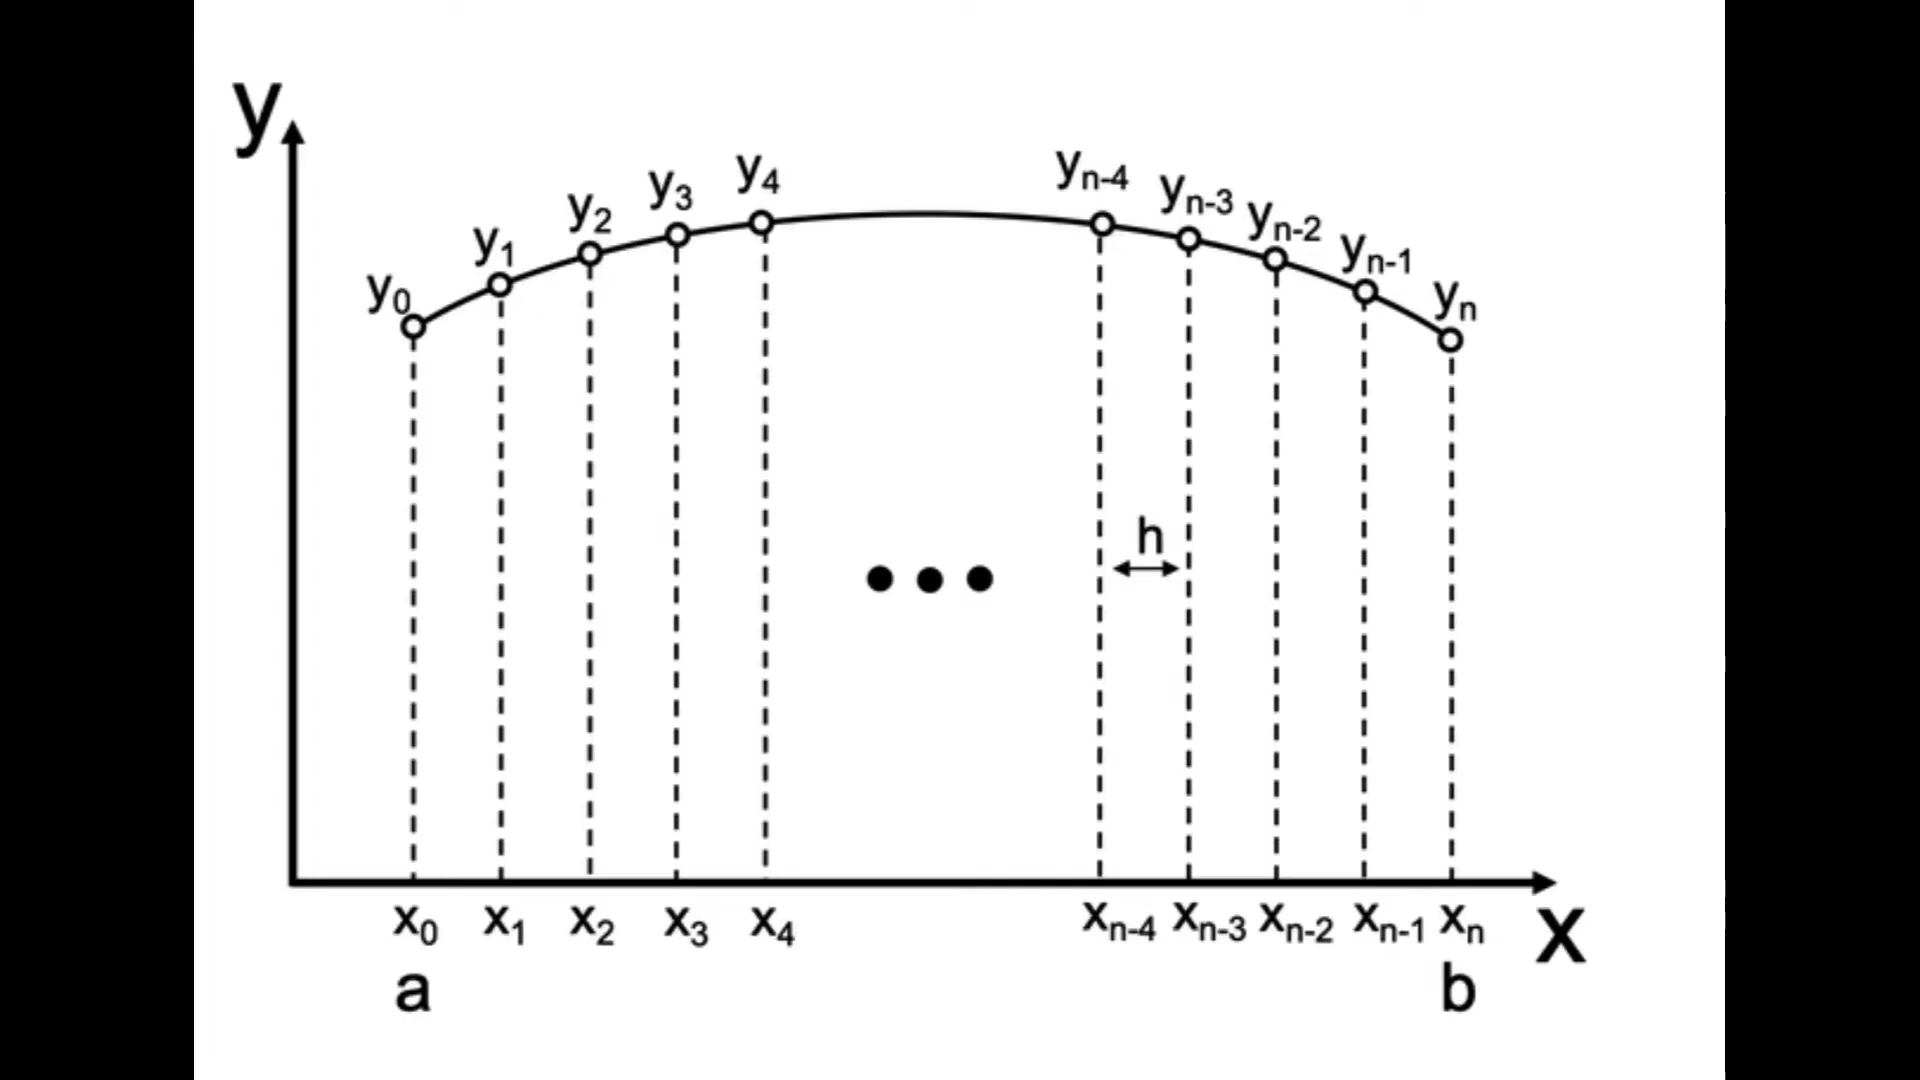 y
y₀ y₁ y₂ y₃ y₄ yₙ₋₄ yₙ₋₃ yₙ₋₂ yₙ₋₁ yₙ
h
x₀ x₁ x₂ x₃ x₄ xₙ₋₄ xₙ₋₃ xₙ₋₂ xₙ₋₁ xₙ x
a b